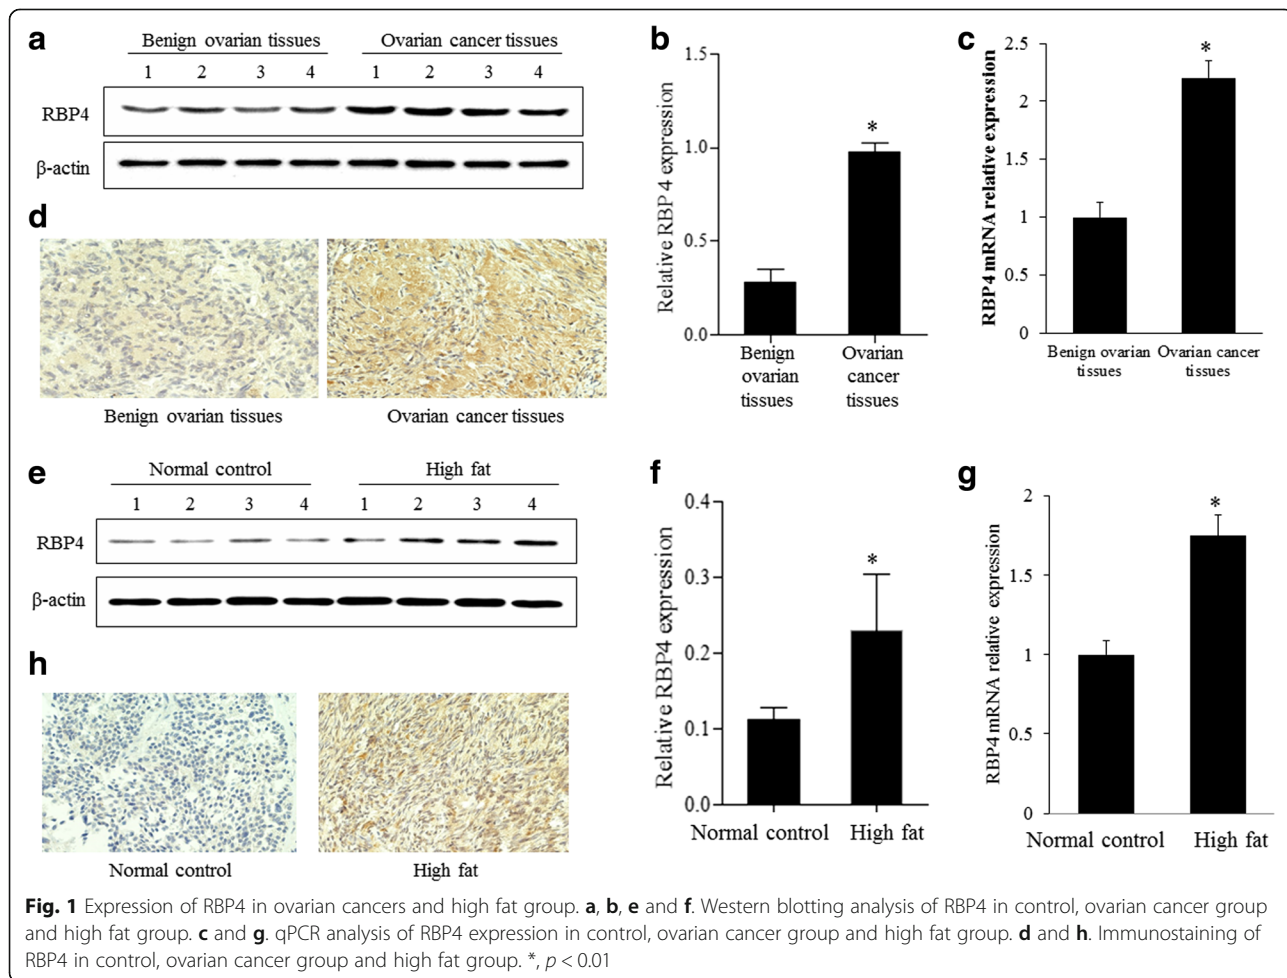 a
Benign ovarian tissues Ovarian cancer tissues
1 2 3 4 1 2 3 4
RBP4
β-actin
b
1.5
1.0
0.5
0.0
Relative RBP 4 expression
*
Benign ovarian tissues
Ovarian cancer tissues
c
2.5
2
1.5
1
0.5
0
RBP4 mRNA relative expression
*
Benign ovarian tissues
Ovarian cancer tissues
d
Benign ovarian tissues Ovarian cancer tissues
e
Normal control High fat
1 2 3 4 1 2 3 4
RBP4
β-actin
f
0.4
0.3
0.2
0.1
0.0
Relative RBP4 expression
*
Normal control High fat
g
2
1.5
1
0.5
0
RBP4 mRNA relative expression
*
Normal control High fat
h
Normal control High fat
Fig. 1 Expression of RBP4 in ovarian cancers and high fat group. a, b, e and f. Western blotting analysis of RBP4 in control, ovarian cancer group
and high fat group. c and g. qPCR analysis of RBP4 expression in control, ovarian cancer group and high fat group. d and h. Immunostaining of
RBP4 in control, ovarian cancer group and high fat group. *, p < 0.01